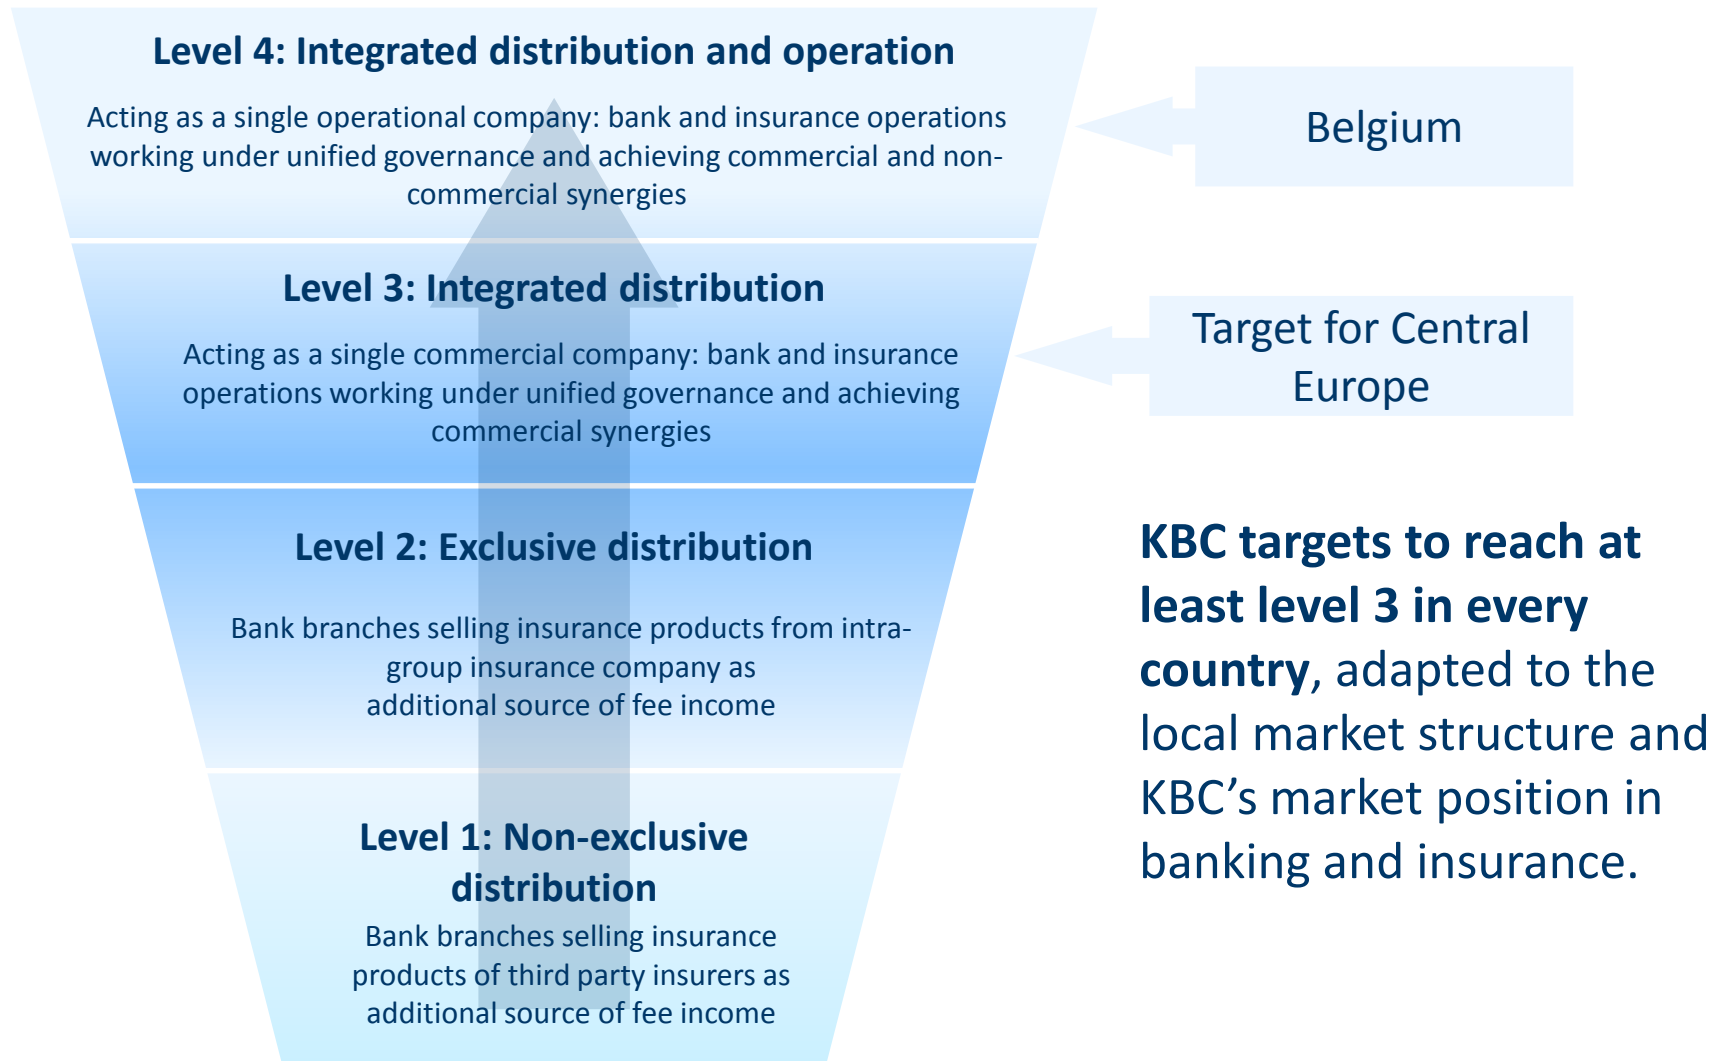 Level 4: Integrated distribution and operation
Acting as a single operational company: bank and insurance operations
working under unified governance and achieving commercial and non-
commercial synergies
Belgium
Level 3: Integrated distribution
Acting as a single commercial company: bank and insurance
operations working under unified governance and achieving
commercial synergies
Target for Central
Europe
Level 2: Exclusive distribution
Bank branches selling insurance products from intra-
group insurance company as
additional source of fee income
Level 1: Non-exclusive
distribution
Bank branches selling insurance
products of third party insurers as
additional source of fee income
KBC targets to reach at
least level 3 in every
country, adapted to the
local market structure and
KBC’s market position in
banking and insurance.